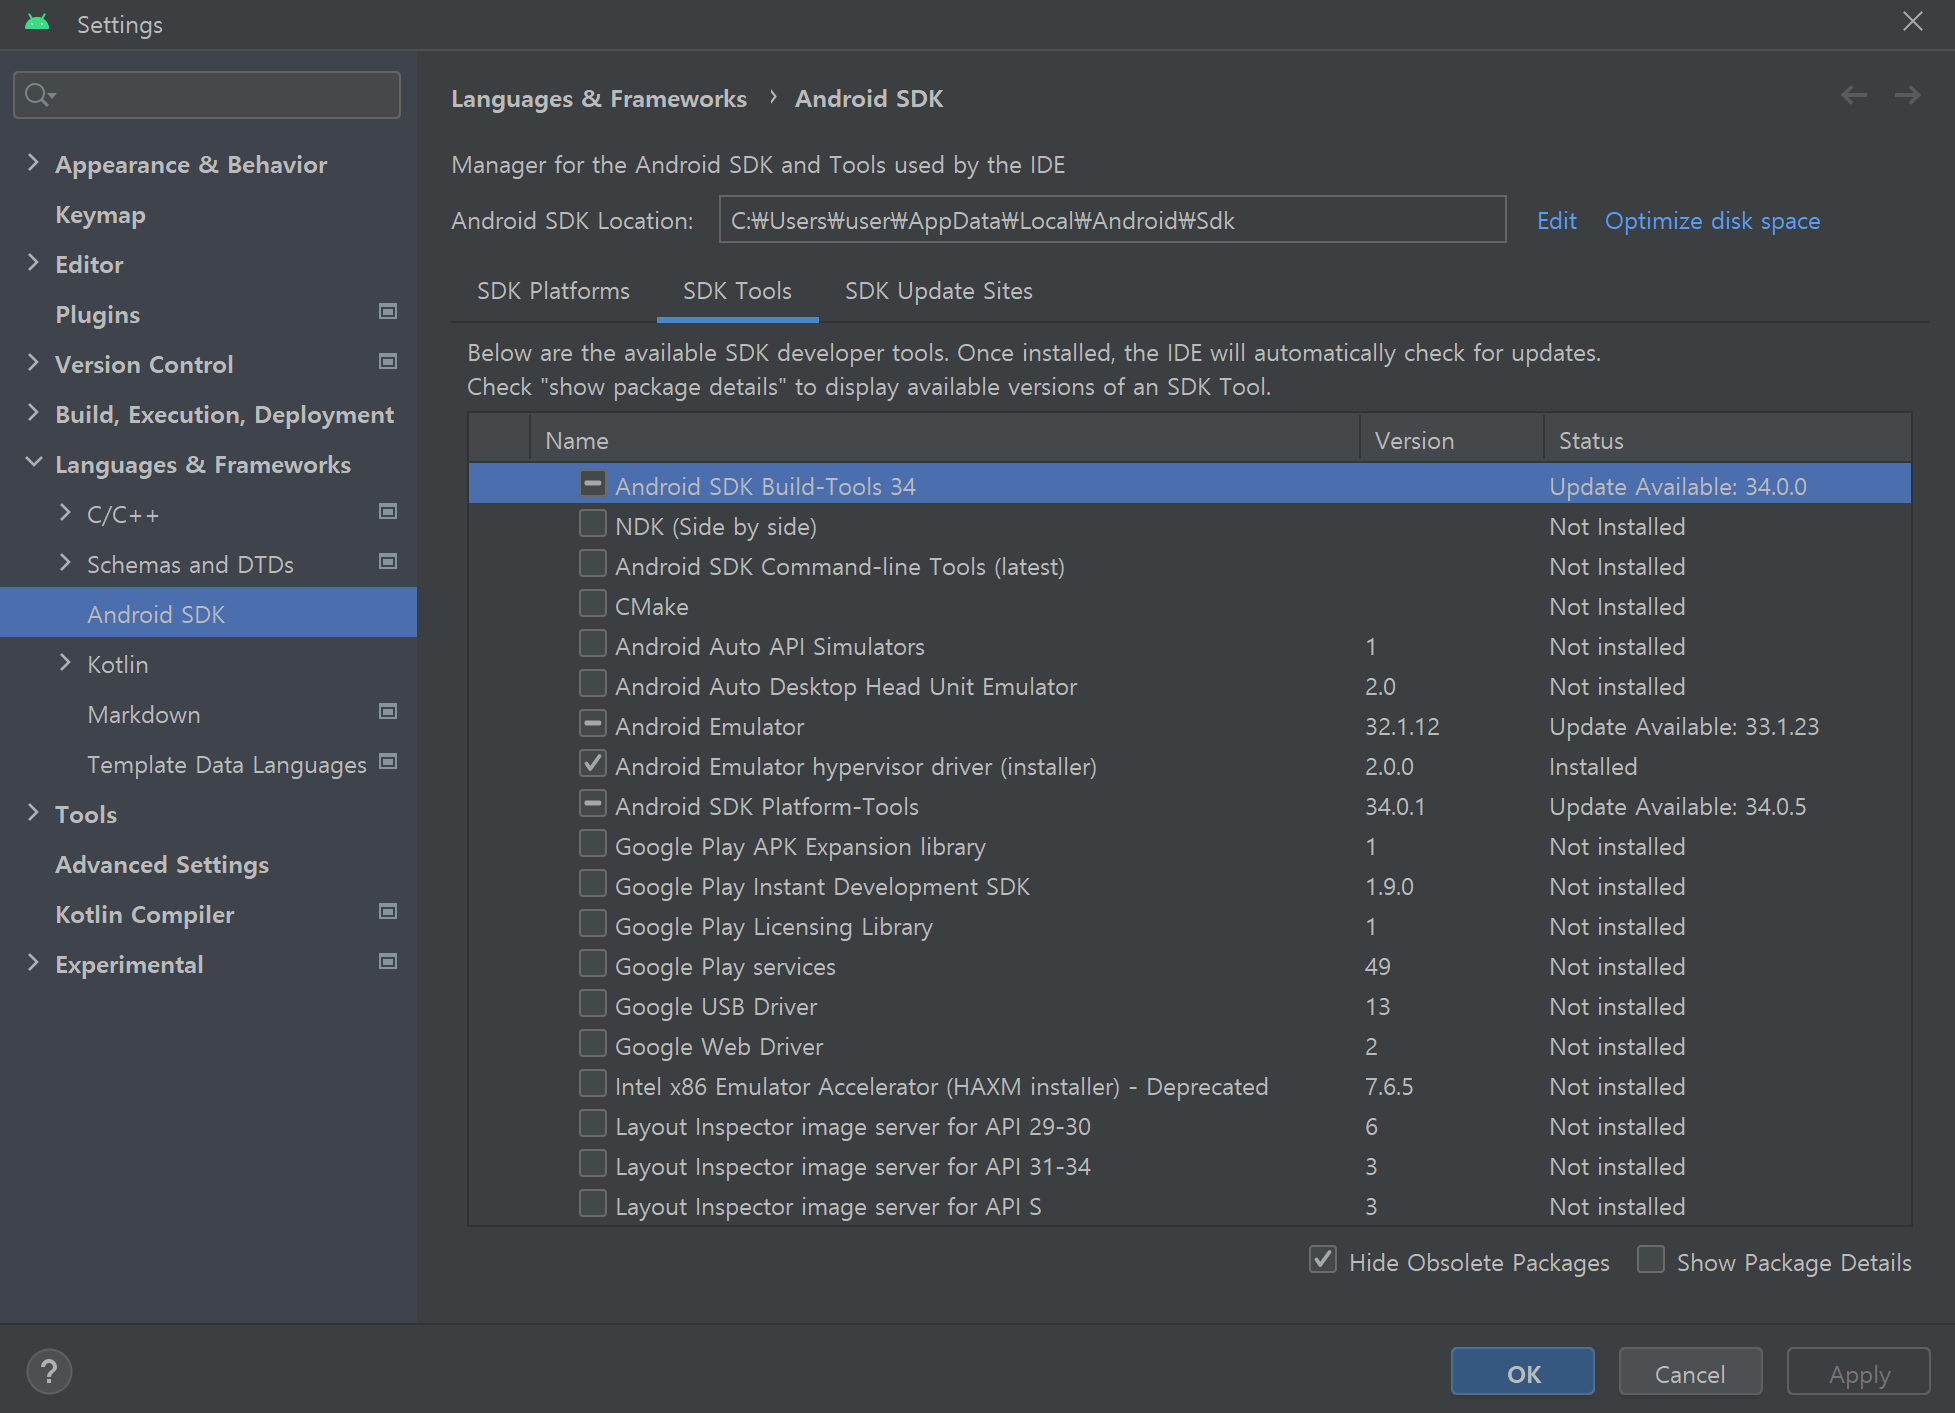 Settings
Languages & Frameworks › Android SDK
Appearance & Behavior
Keymap
Editor
Plugins
Version Control
Build, Execution, Deployment
Languages & Frameworks
C/C++
Schemas and DTDs
Android SDK
Kotlin
Markdown
Template Data Languages
Tools
Advanced Settings
Kotlin Compiler
Experimental
Manager for the Android SDK and Tools used by the IDE
Android SDK Location: C:₩Users₩user₩AppData₩Local₩Android₩Sdk Edit Optimize disk space
SDK Platforms SDK Tools SDK Update Sites
Below are the available SDK developer tools. Once installed, the IDE will automatically check for updates.
Check "show package details" to display available versions of an SDK Tool.
Name Version Status
Android SDK Build-Tools 34 Update Available: 34.0.0
NDK (Side by side) Not Installed
Android SDK Command-line Tools (latest) Not Installed
CMake Not Installed
Android Auto API Simulators 1 Not installed
Android Auto Desktop Head Unit Emulator 2.0 Not installed
Android Emulator 32.1.12 Update Available: 33.1.23
Android Emulator hypervisor driver (installer) 2.0.0 Installed
Android SDK Platform-Tools 34.0.1 Update Available: 34.0.5
Google Play APK Expansion library 1 Not installed
Google Play Instant Development SDK 1.9.0 Not installed
Google Play Licensing Library 1 Not installed
Google Play services 49 Not installed
Google USB Driver 13 Not installed
Google Web Driver 2 Not installed
Intel x86 Emulator Accelerator (HAXM installer) - Deprecated 7.6.5 Not installed
Layout Inspector image server for API 29-30 6 Not installed
Layout Inspector image server for API 31-34 3 Not installed
Layout Inspector image server for API S 3 Not installed
Hide Obsolete Packages Show Package Details
? OK Cancel Apply